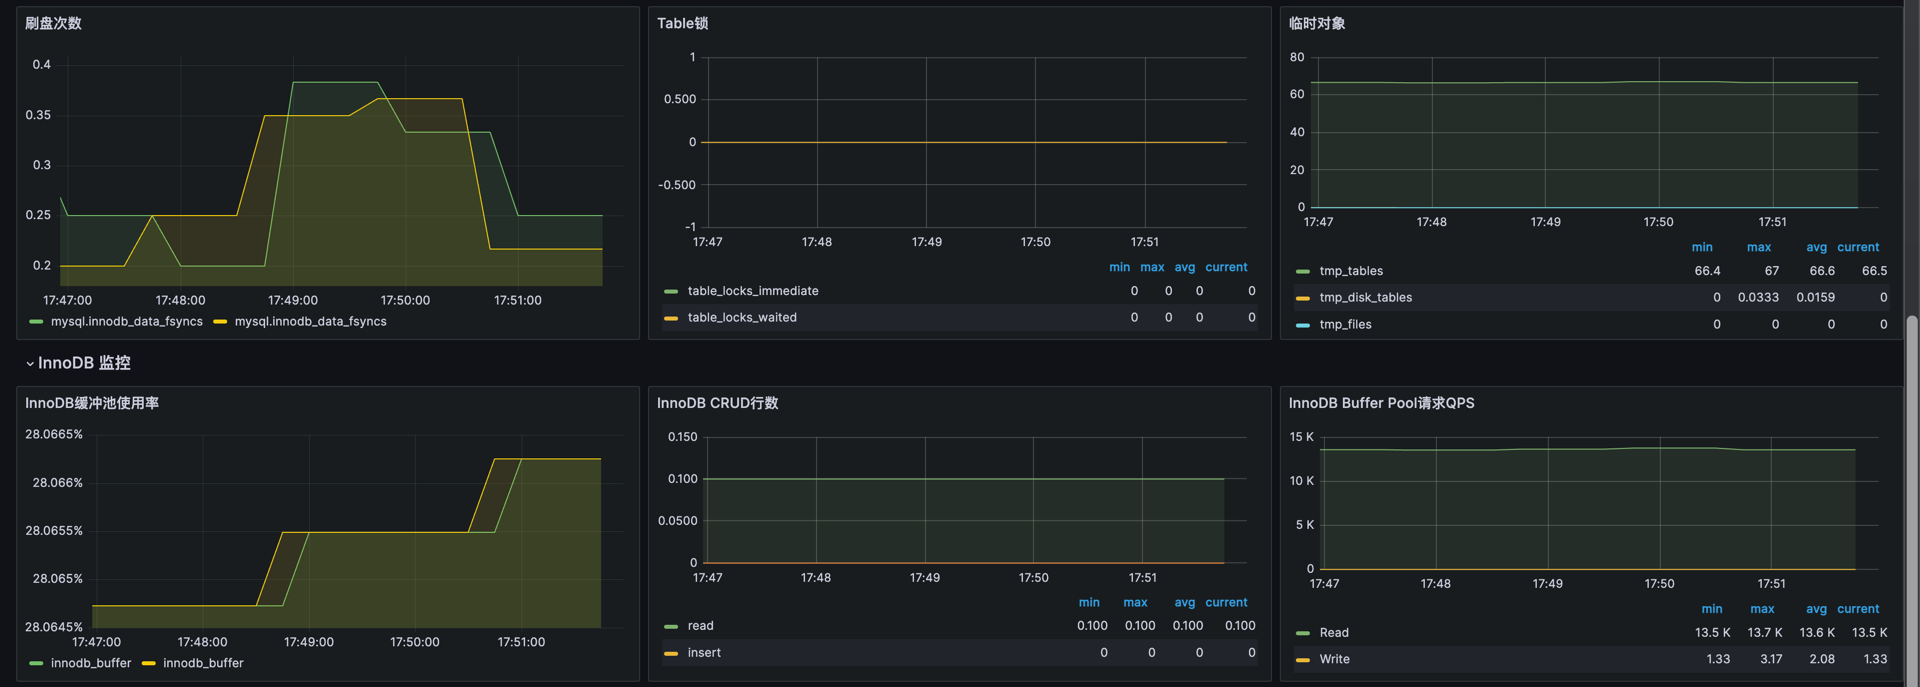 刷盘次数
0.4
0.35
0.3
0.25
0.2
17:47:00 17:48:00 17:49:00 17:50:00 17:51:00
mysql.innodb_data_fsyncs mysql.innodb_data_fsyncs
Table锁
1
0.500
0
-0.500
-1
17:47 17:48 17:49 17:50 17:51
min max avg current
table_locks_immediate 0 0 0 0
table_locks_waited 0 0 0 0
临时对象
80
60
40
20
0
17:47 17:48 17:49 17:50 17:51
min max avg current
tmp_tables 66.4 67 66.6 66.5
tmp_disk_tables 0 0.0333 0.0159 0
tmp_files 0 0 0 0
InnoDB 监控
InnoDB缓冲池使用率
28.0665%
28.066%
28.0655%
28.065%
28.0645%
17:47:00 17:48:00 17:49:00 17:50:00 17:51:00
innodb_buffer innodb_buffer
InnoDB CRUD行数
0.150
0.100
0.0500
0
17:47 17:48 17:49 17:50 17:51
min max avg current
read 0.100 0.100 0.100 0.100
insert 0 0 0 0
InnoDB Buffer Pool请求QPS
15 K
10 K
5 K
0
17:47 17:48 17:49 17:50 17:51
min max avg current
Read 13.5 K 13.7 K 13.6 K 13.5 K
Write 1.33 3.17 2.08 1.33